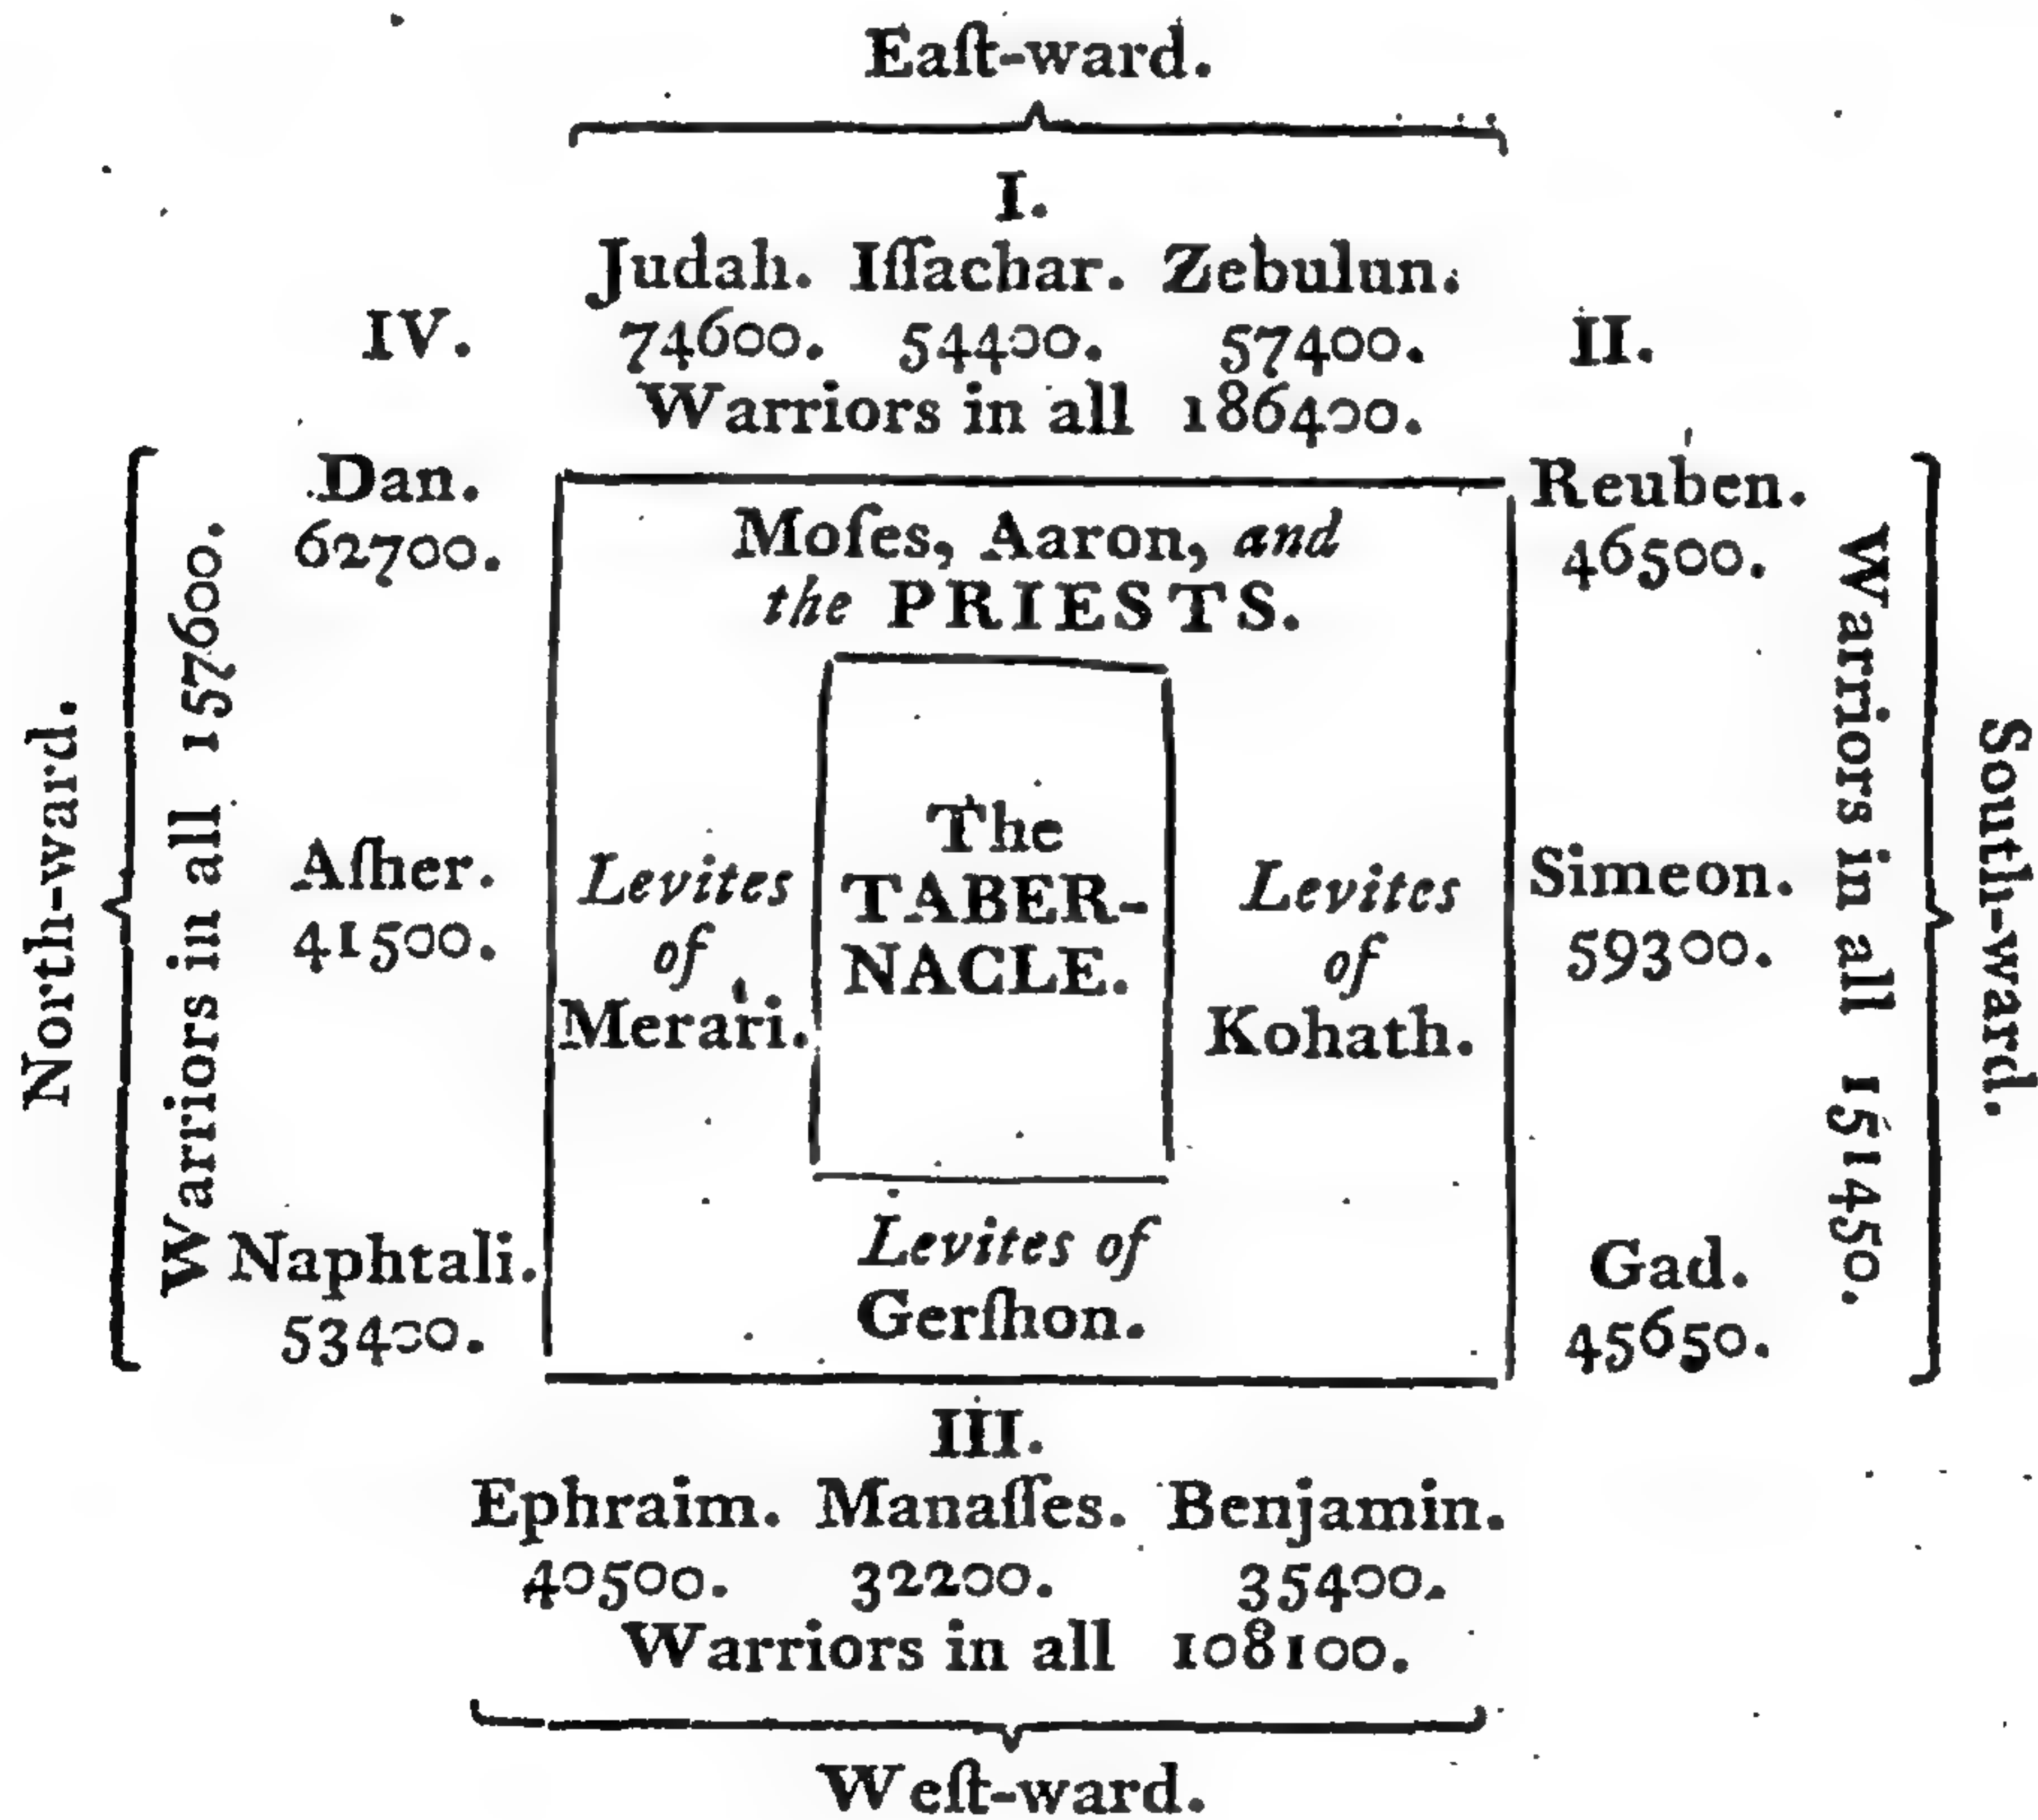 Eaſt-ward.
I.
Judah. Iſſachar. Zebulun.
74600. 54400. 57400.
Warriors in all 186400.
IV.
Dan.
62700.
Aſher.
41500.
Naphtali.
53400.
Warriors in all 157600.
North-ward.
II.
Reuben.
46500.
Simeon.
59300.
Gad.
45650.
Warriors in all 151450.
South-ward.
Moſes, Aaron, and
the PRIESTS.
The
TABER-
NACLE.
Levites
of
Merari.
Levites
of
Kohath.
Levites of
Gerſhon.
III.
Ephraim. Manaſſes. Benjamin.
40500. 32200. 35400.
Warriors in all 108100.
Weſt-ward.